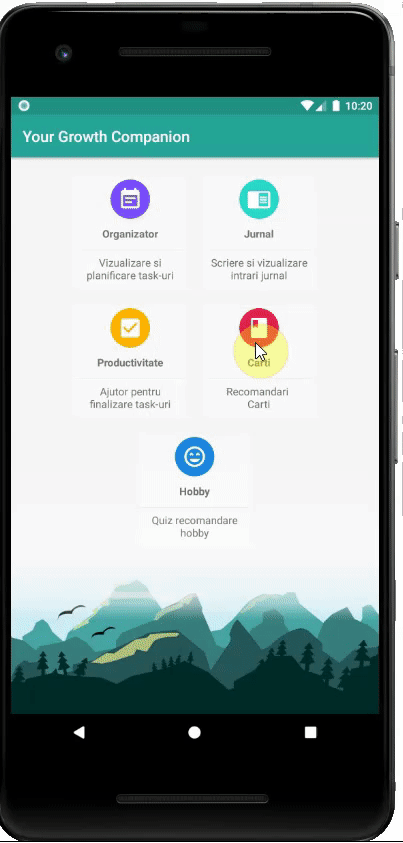 10:20
Your Growth Companion
Organizator
Vizualizare si
planificare task-uri
Jurnal
Scriere si vizualizare
intrari jurnal
Productivitate
Ajutor pentru
finalizare task-uri
Carti
Recomandari
Carti
Hobby
Quiz recomandare
hobby